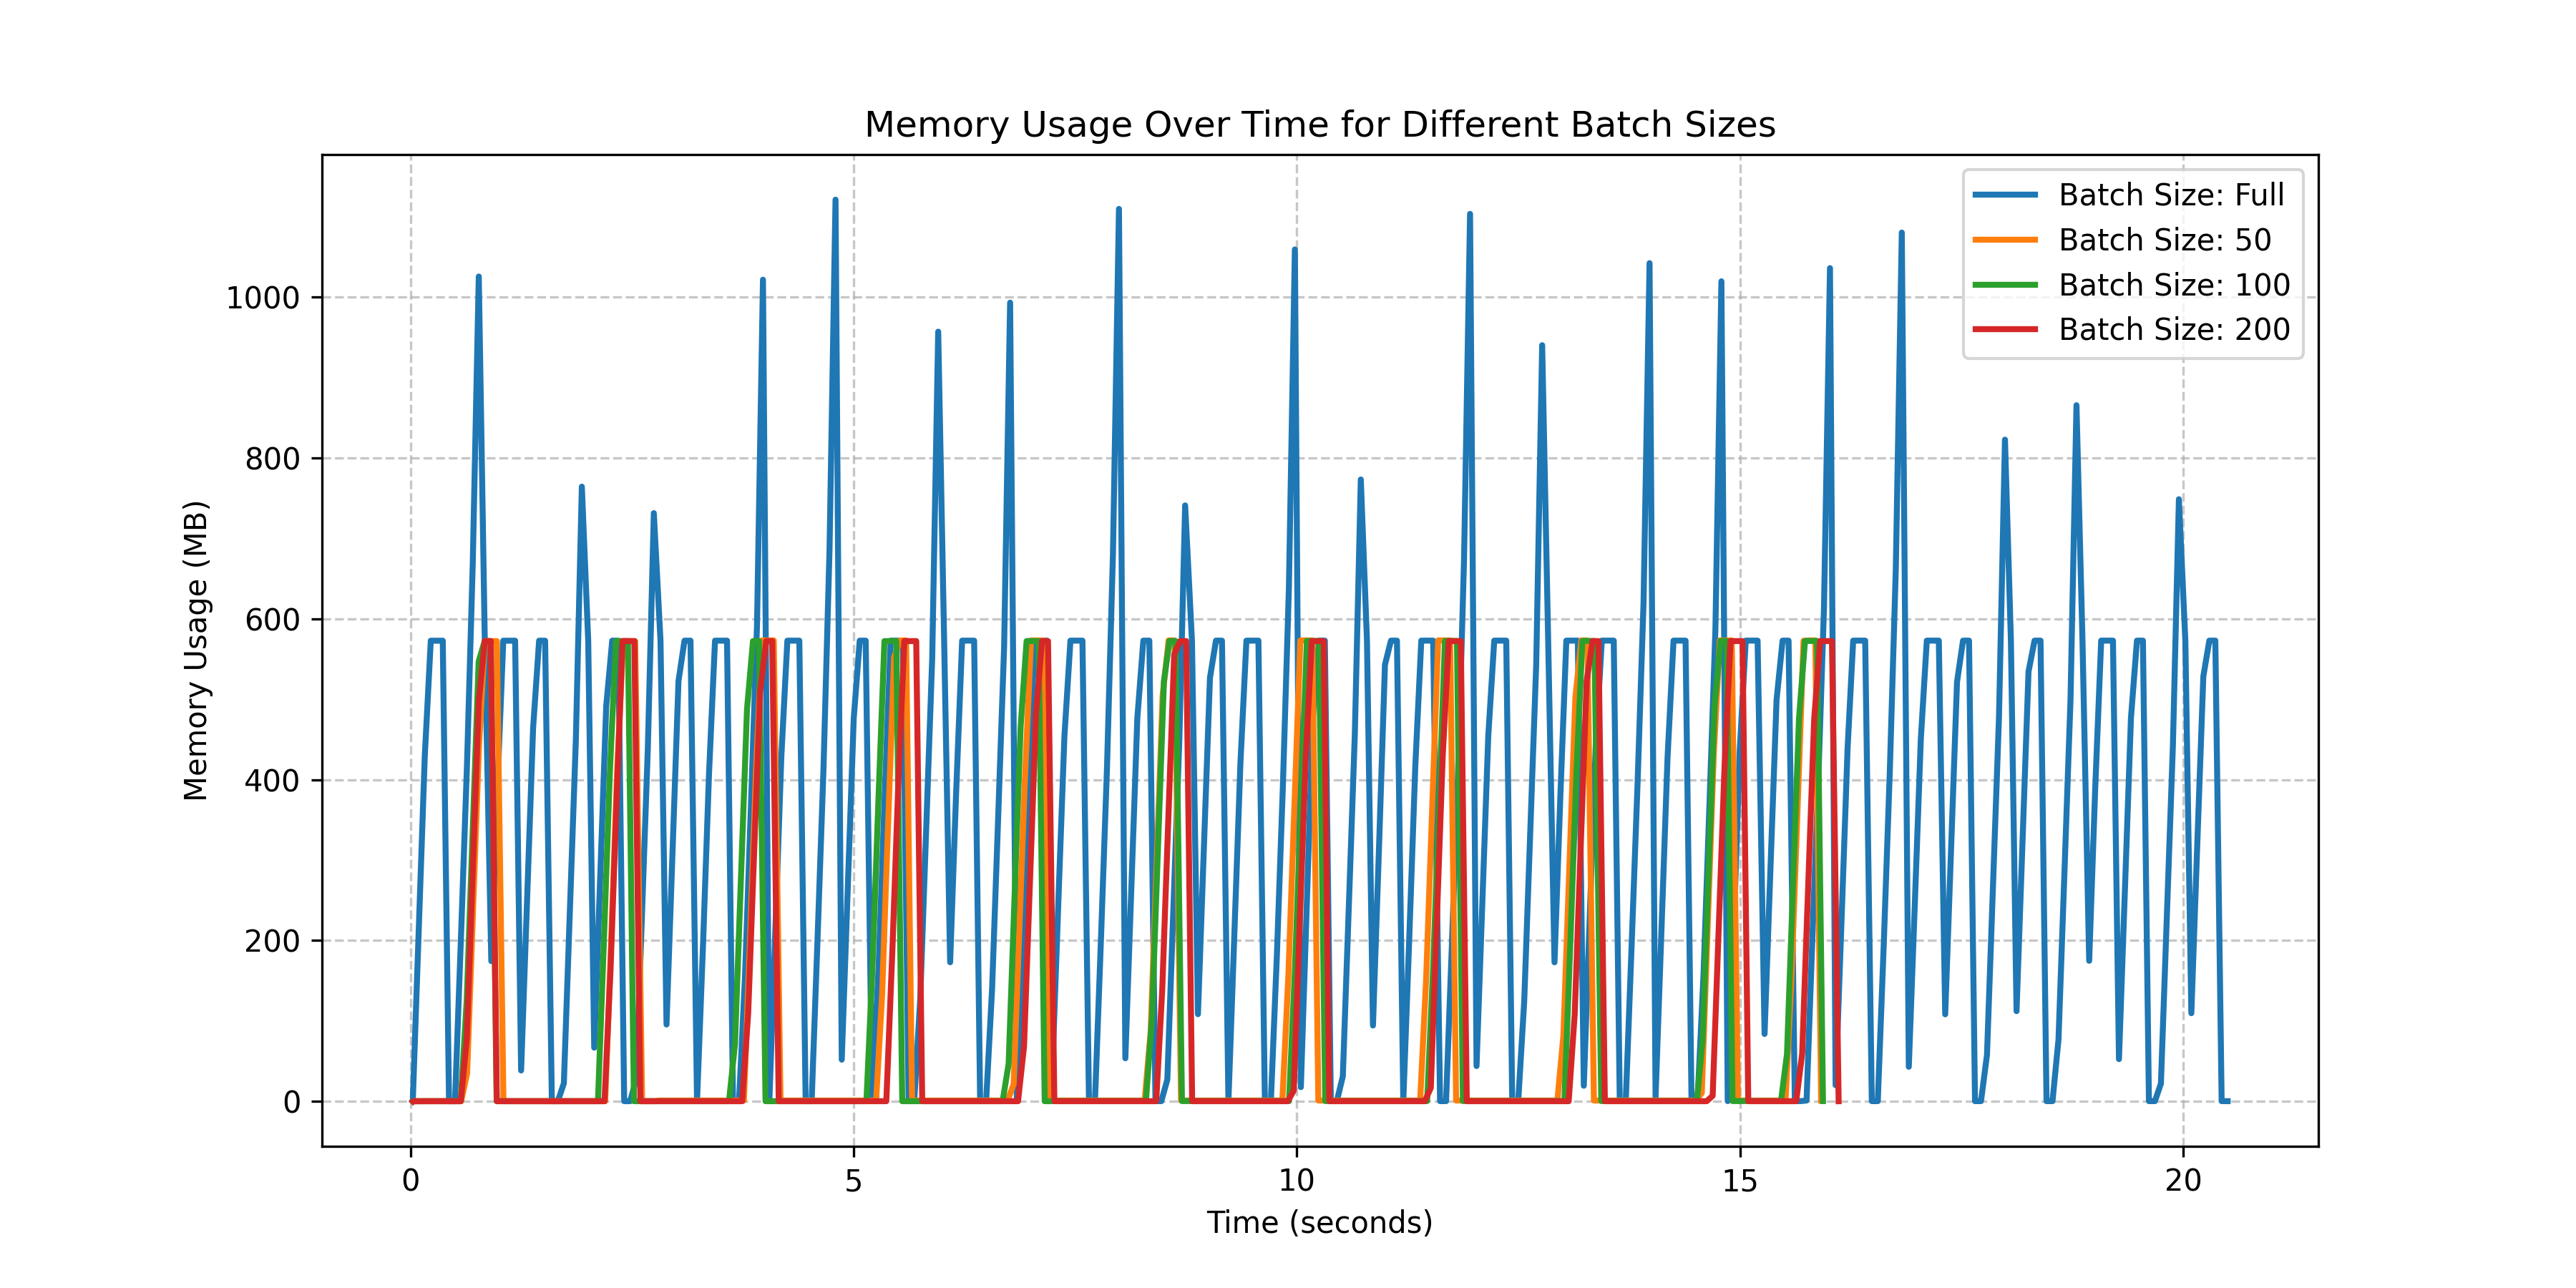 Memory Usage Over Time for Different Batch Sizes
Batch Size: Full
Batch Size: 50
Batch Size: 100
Batch Size: 200
Memory Usage (MB)
1000
800
600
400
200
0
0 5 10 15 20
Time (seconds)